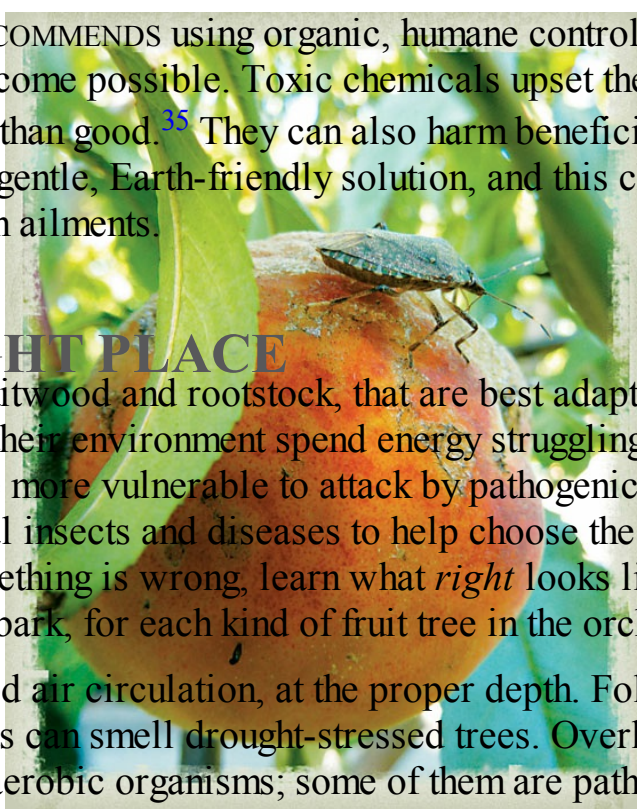 COMMENDS using organic, humane control
come possible. Toxic chemicals upset the
than good.35 They can also harm benefici
gentle, Earth-friendly solution, and this c
n ailments.
GHT PLACE
itwood and rootstock, that are best adapt
heir environment spend energy struggling
more vulnerable to attack by pathogenic
l insects and diseases to help choose the
ething is wrong, learn what right looks li
bark, for each kind of fruit tree in the orc
d air circulation, at the proper depth. Fol
s can smell drought-stressed trees. Overl
aerobic organisms; some of them are path